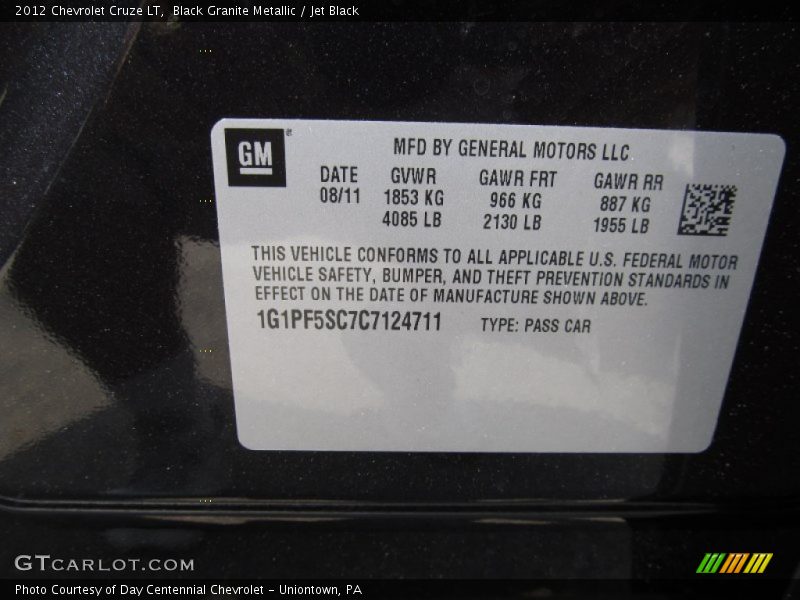 2012 Chevrolet Cruze LT,  Black Granite Metallic / Jet Black
GM
MFD BY GENERAL MOTORS LLC
DATE GVWR GAWR FRT GAWR RR
08/11 1853 KG 966 KG 887 KG
4085 LB 2130 LB 1955 LB
THIS VEHICLE CONFORMS TO ALL APPLICABLE U.S. FEDERAL MOTOR
VEHICLE SAFETY, BUMPER, AND THEFT PREVENTION STANDARDS IN
EFFECT ON THE DATE OF MANUFACTURE SHOWN ABOVE.
1G1PF5SC7C7124711 TYPE: PASS CAR
GTCARLOT.COM
Photo Courtesy of Day Centennial Chevrolet - Uniontown, PA